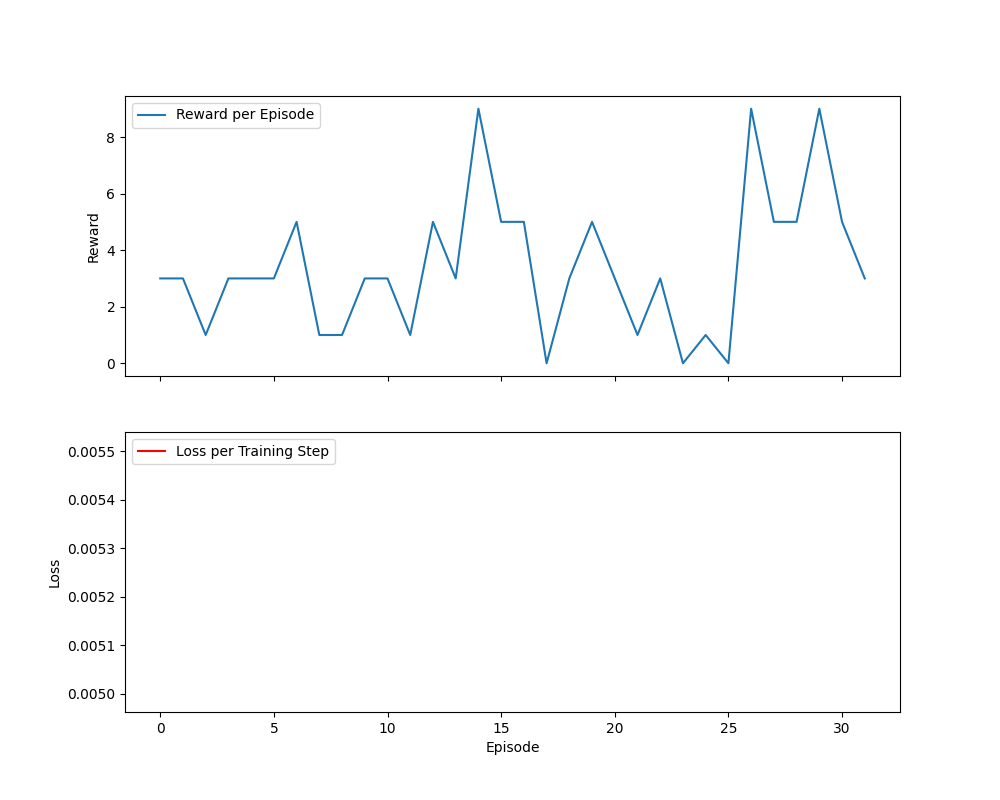 Reward per Episode
8
6
4
2
0
Reward
Loss per Training Step
0.0055
0.0054
0.0053
0.0052
0.0051
0.0050
Loss
0 5 10 15 20 25 30
Episode